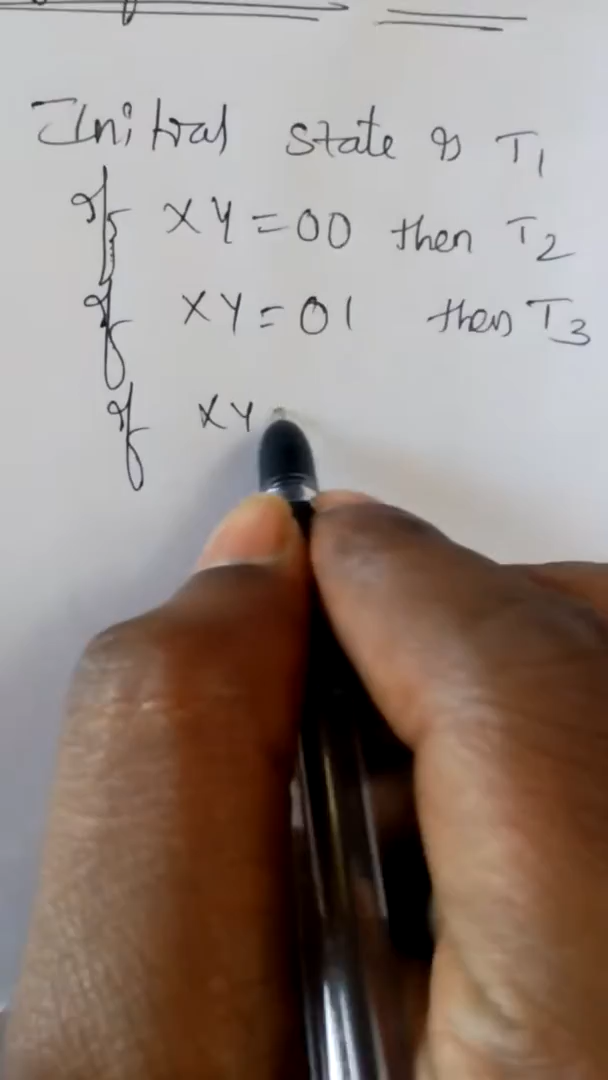 Initial state is T1
if XY = 00 then T2
if XY = 01 then T3
if XY